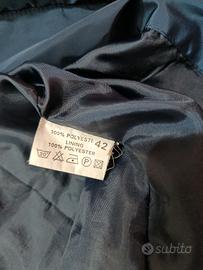 100% POLYESTE 42
LINING
100% POLYESTER
subito